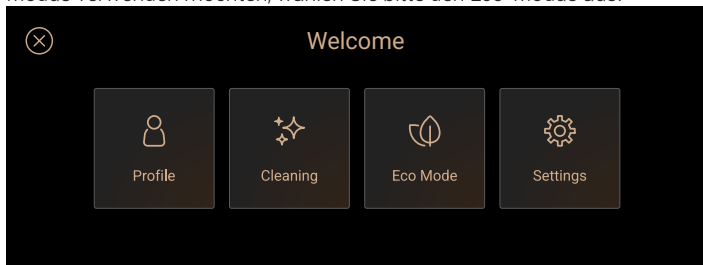 Modus verwenden möchten, wählen Sie bitte den Eco-Modus aus.
Welcome
Profile
Cleaning
Eco Mode
Settings